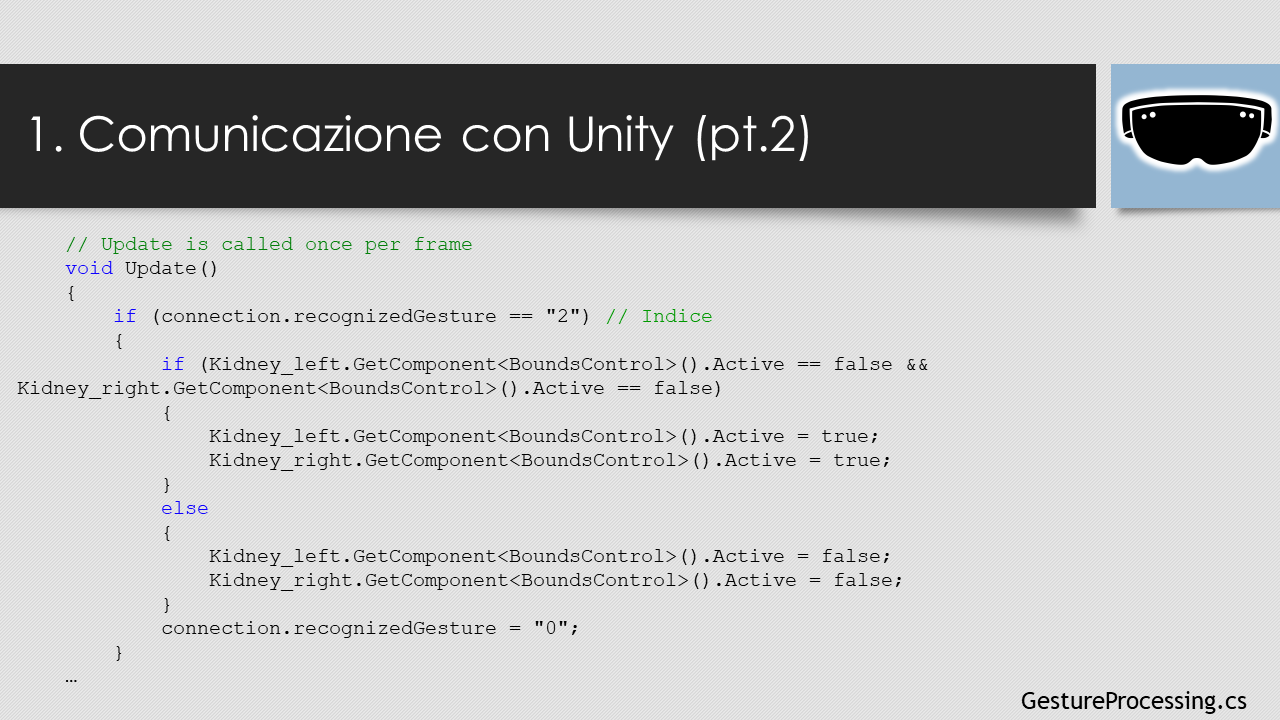 1. Comunicazione con Unity (pt.2)
// Update is called once per frame
void Update()
{
if (connection.recognizedGesture == "2") // Indice
{
if (Kidney_left.GetComponent<BoundsControl>().Active == false &&
Kidney_right.GetComponent<BoundsControl>().Active == false)
{
Kidney_left.GetComponent<BoundsControl>().Active = true;
Kidney_right.GetComponent<BoundsControl>().Active = true;
}
else
{
Kidney_left.GetComponent<BoundsControl>().Active = false;
Kidney_right.GetComponent<BoundsControl>().Active = false;
}
connection.recognizedGesture = "0";
}
…
GestureProcessing.cs